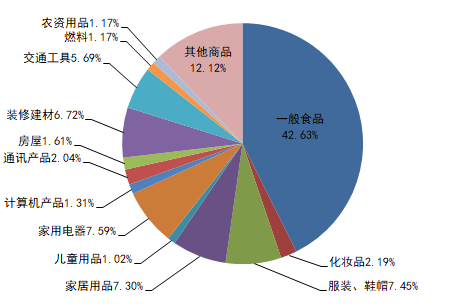 农资用品1.17%
燃料1.17%
交通工具5.69%
装修建材6.72%
房屋1.61%
通讯产品2.04%
计算机产品1.31%
家用电器7.59%
儿童用品1.02%
家居用品7.30%
其他商品
12.12%
一般食品
42.63%
化妆品2.19%
服装、鞋帽7.45%